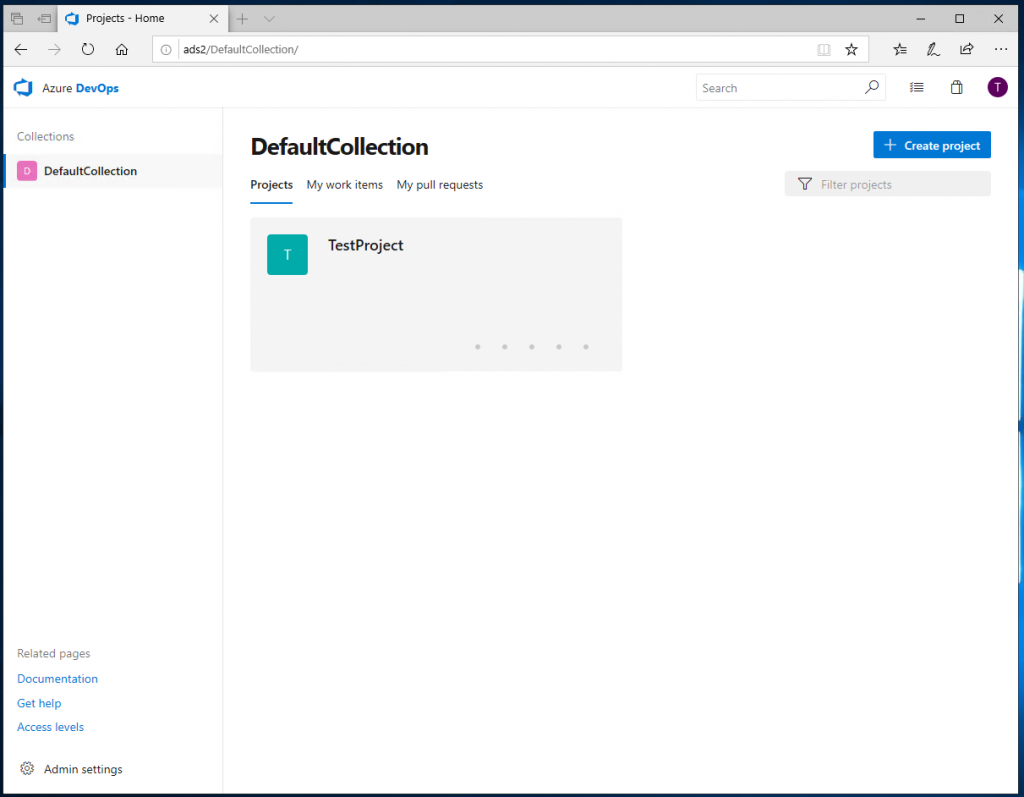 Projects - Home
ads2/DefaultCollection/
Azure DevOps
Search
T
Collections
D DefaultCollection
DefaultCollection
Create project
Projects My work items My pull requests
Filter projects
T TestProject
Related pages
Documentation
Get help
Access levels
Admin settings